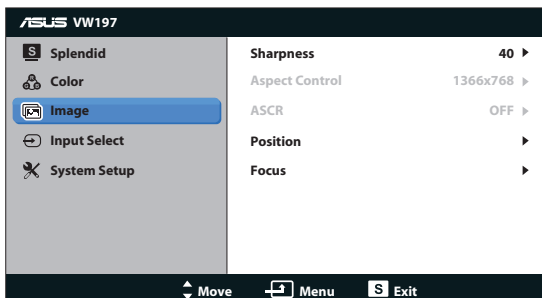 ASUS VW197
S Splendid
Color
Image
Input Select
System Setup
Sharpness 40
Aspect Control 1366x768
ASCR OFF
Position
Focus
Move Menu S Exit